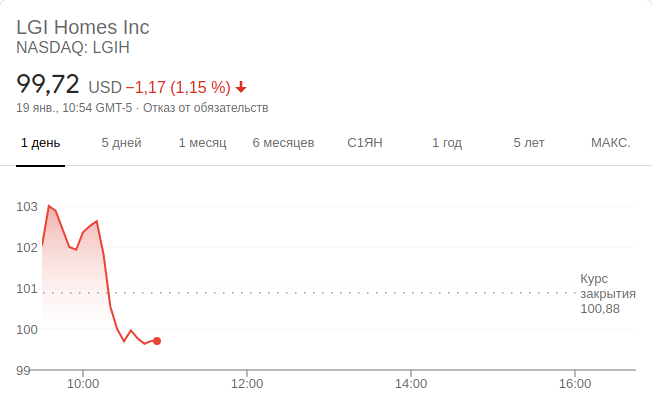 LGI Homes Inc
NASDAQ: LGIH
99,72 USD −1,17 (1,15 %)
19 янв., 10:54 GMT-5 · Отказ от обязательств
1 день 5 дней 1 месяц 6 месяцев С1ЯН 1 год 5 лет МАКС.
103
102
101
100
99
Курс
закрытия
100,88
10:00 12:00 14:00 16:00